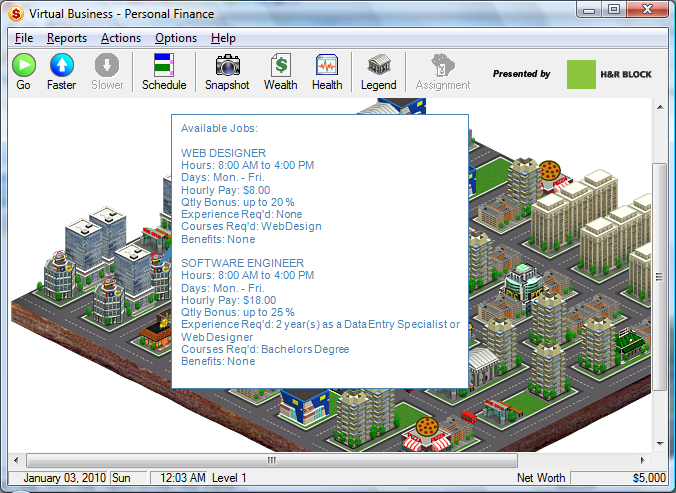 Virtual Business - Personal Finance
File Reports Actions Options Help
Go Faster Slower Schedule Snapshot Wealth Health Legend Assignment Presented by H&R BLOCK
Available Jobs:
WEB DESIGNER
Hours: 8:00 AM to 4:00 PM
Days: Mon. - Fri.
Hourly Pay: $8.00
Qtly Bonus: up to 20 %
Experience Req'd: None
Courses Req'd: Web Design
Benefits: None
SOFTWARE ENGINEER
Hours: 8:00 AM to 4:00 PM
Days: Mon. - Fri.
Hourly Pay: $18.00
Qtly Bonus: up to 25 %
Experience Req'd: 2 year(s) as a Data Entry Specialist or
Web Designer
Courses Req'd: Bachelors Degree
Benefits: None
January 03, 2010 Sun 12:03 AM Level 1 Net Worth $5,000